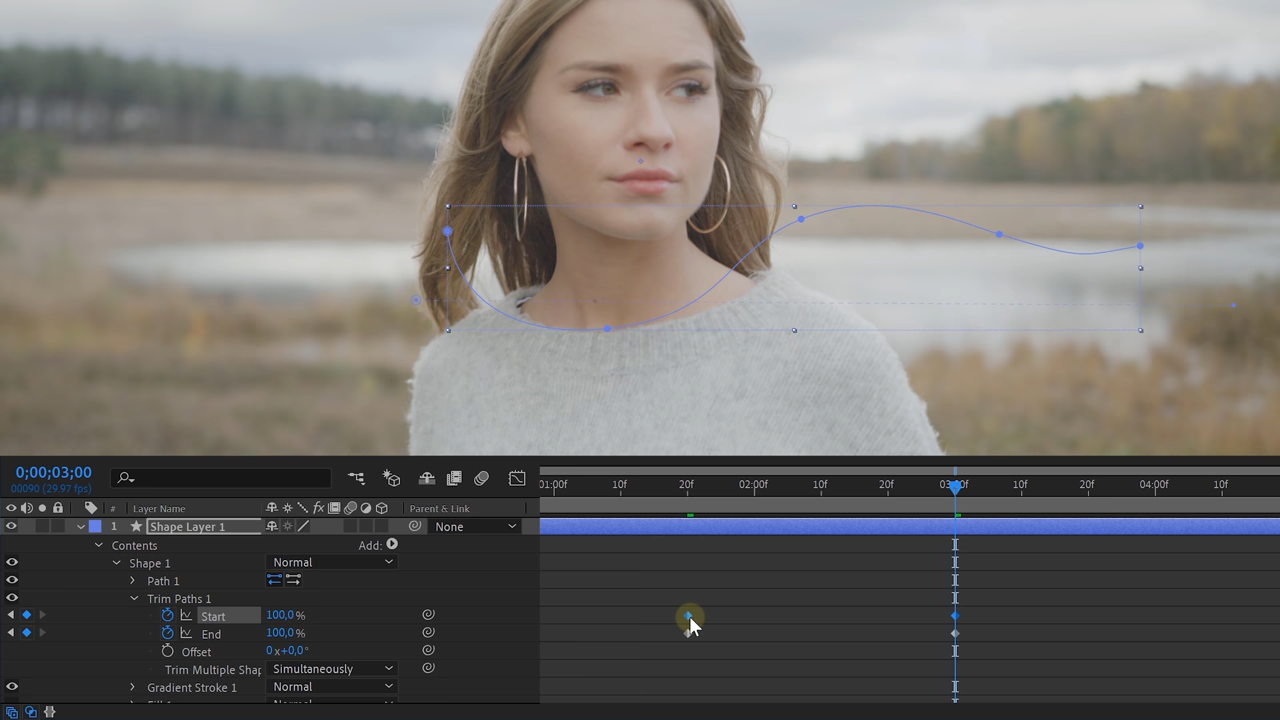 0;00;03;00
00090 (29.97 fps)
01:00f 10f 20f 02:00f 10f 20f 03:00f 10f 20f 04:00f 10f
# Layer Name fx Parent & Link
1 Shape Layer 1 None
Contents Add:
Shape 1 Normal
Path 1
Trim Paths 1
Start 100,0 %
End 100,0 %
Offset 0 x+0,0°
Trim Multiple Shap Simultaneously
Gradient Stroke 1 Normal